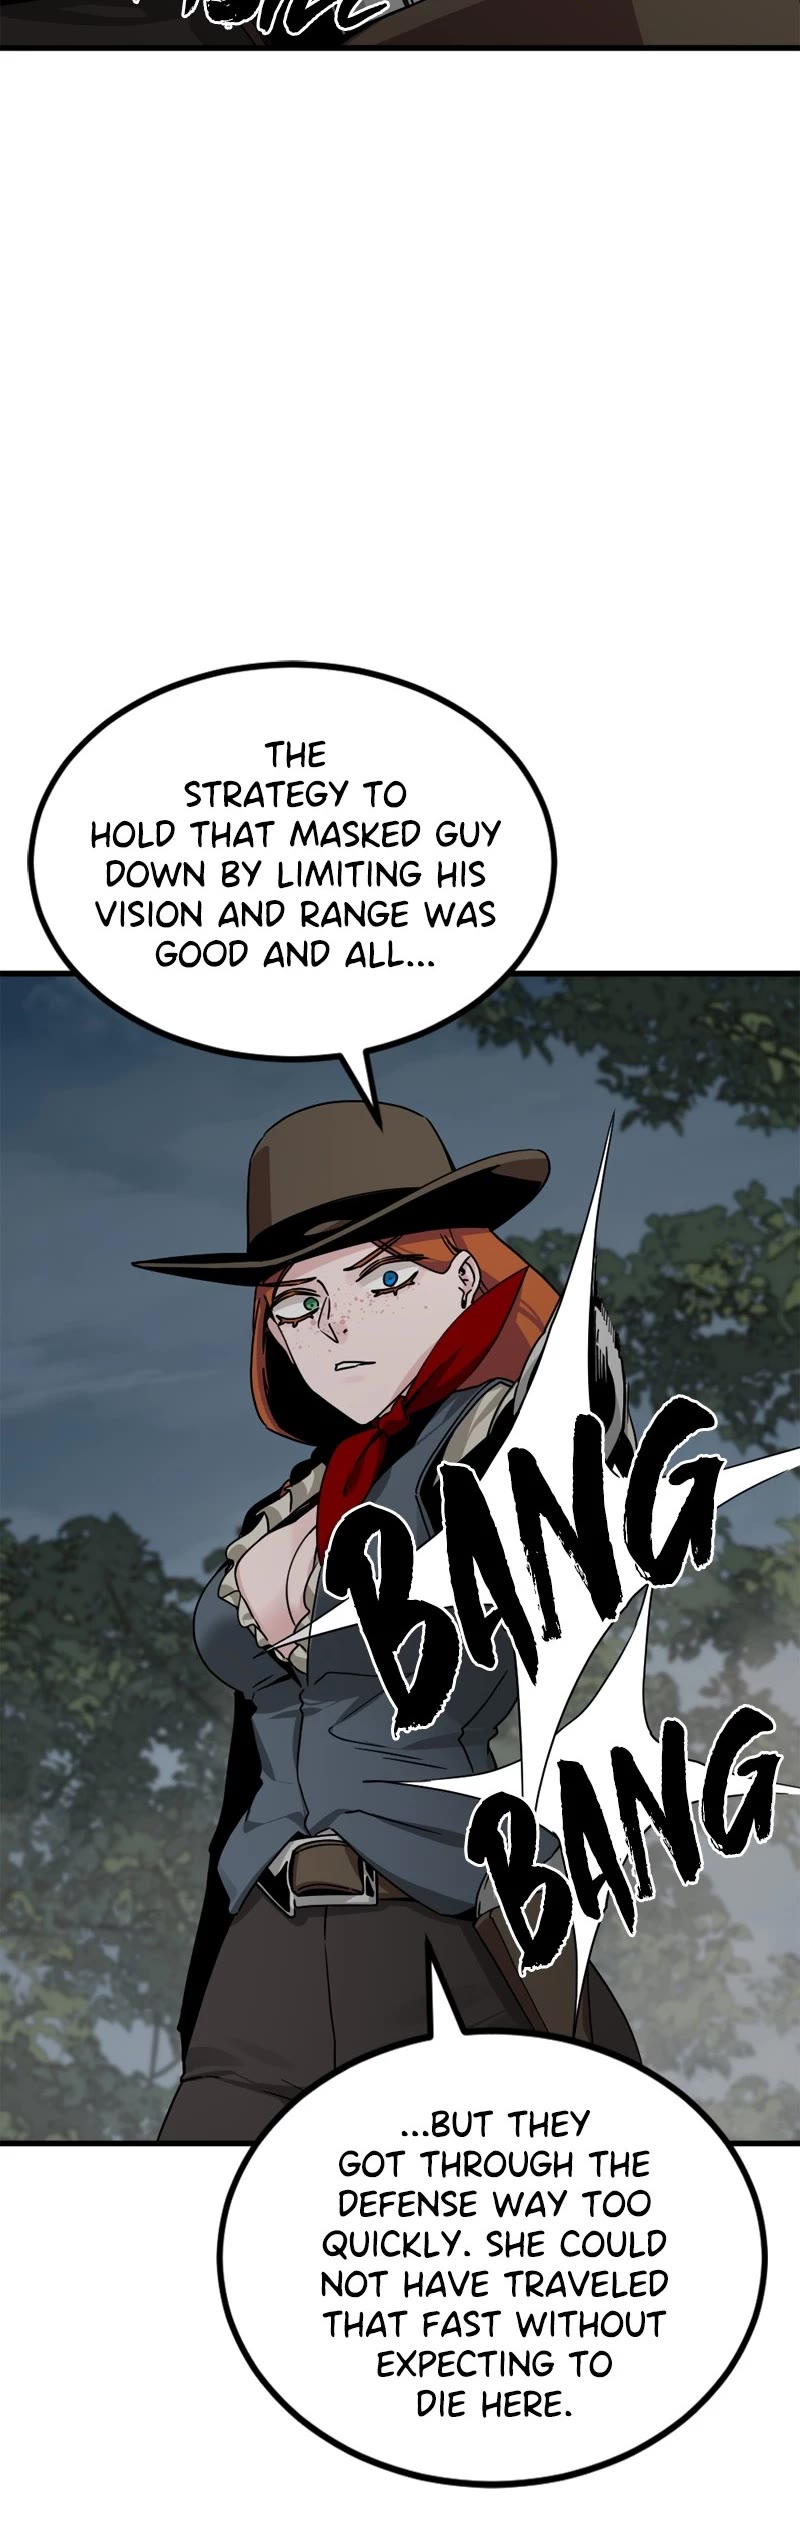 THE
STRATEGY TO
HOLD THAT MASKED GUY
DOWN BY LIMITING HIS
VISION AND RANGE WAS
GOOD AND ALL...
BANG
BANG
...BUT THEY
GOT THROUGH THE
DEFENSE WAY TOO
QUICKLY. SHE COULD
NOT HAVE TRAVELED
THAT FAST WITHOUT
EXPECTING TO
DIE HERE.